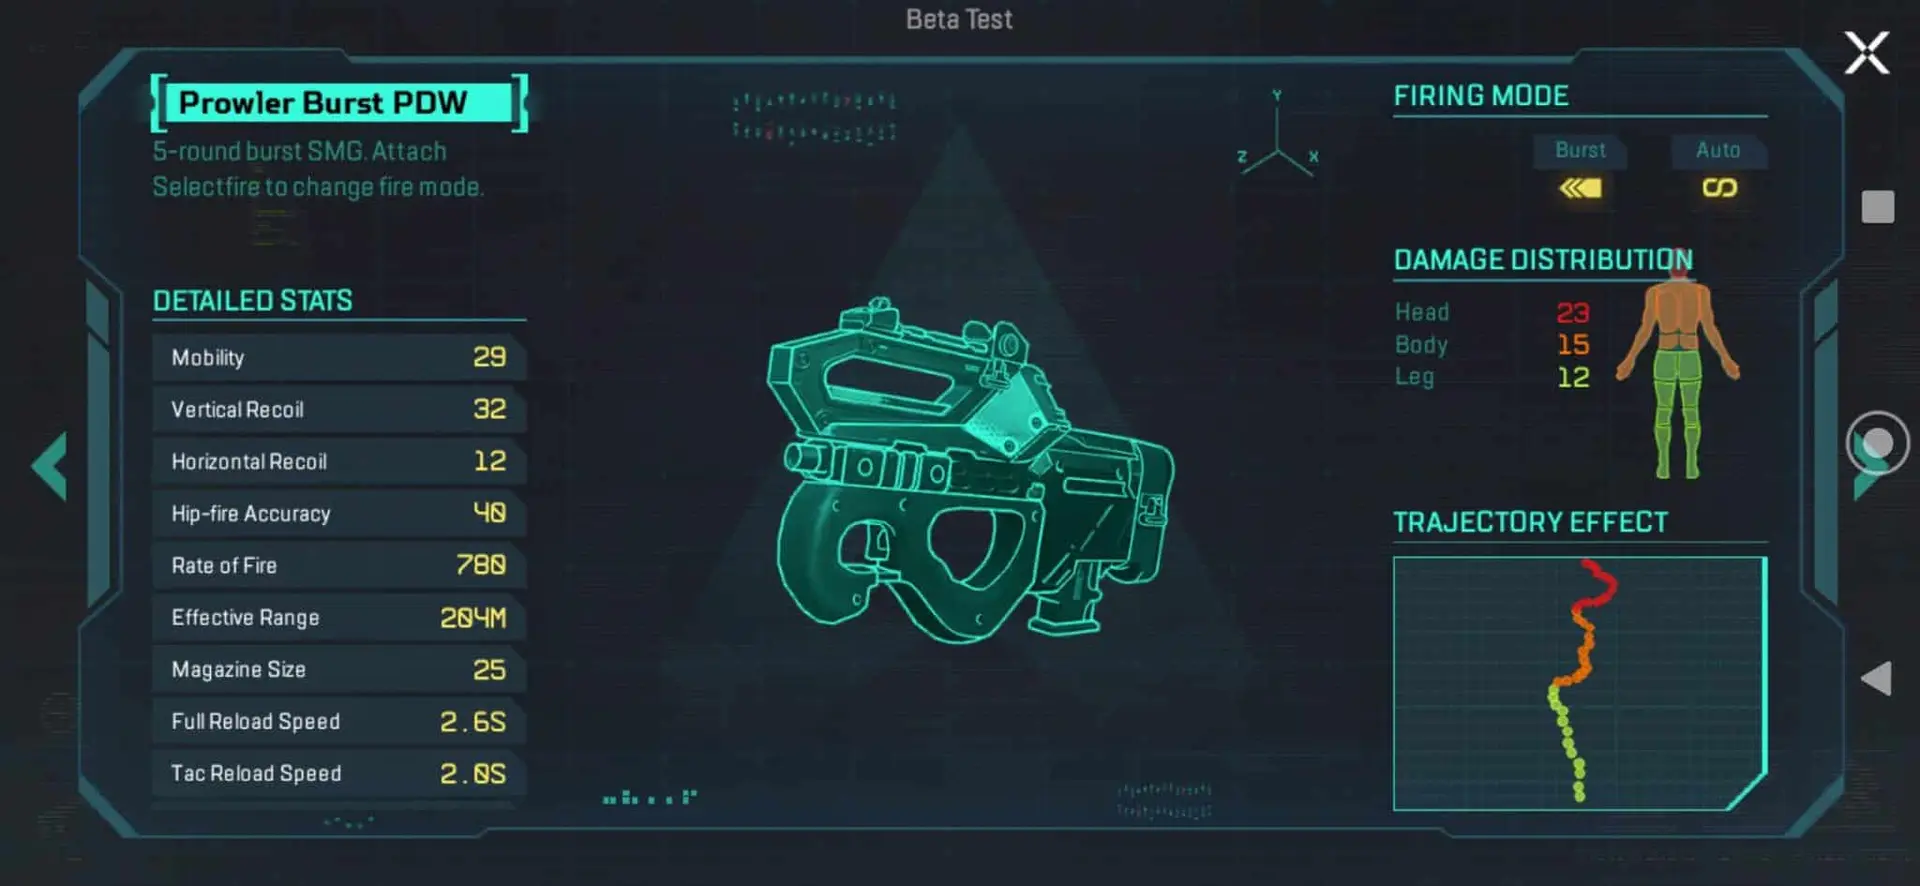 Beta Test
Prowler Burst PDW
5-round burst SMG. Attach
Selectfire to change fire mode.
DETAILED STATS
Mobility 29
Vertical Recoil 32
Horizontal Recoil 12
Hip-fire Accuracy 40
Rate of Fire 780
Effective Range 204M
Magazine Size 25
Full Reload Speed 2.6S
Tac Reload Speed 2.0S
Y
Z X
FIRING MODE
Burst Auto
DAMAGE DISTRIBUTION
Head 23
Body 15
Leg 12
TRAJECTORY EFFECT